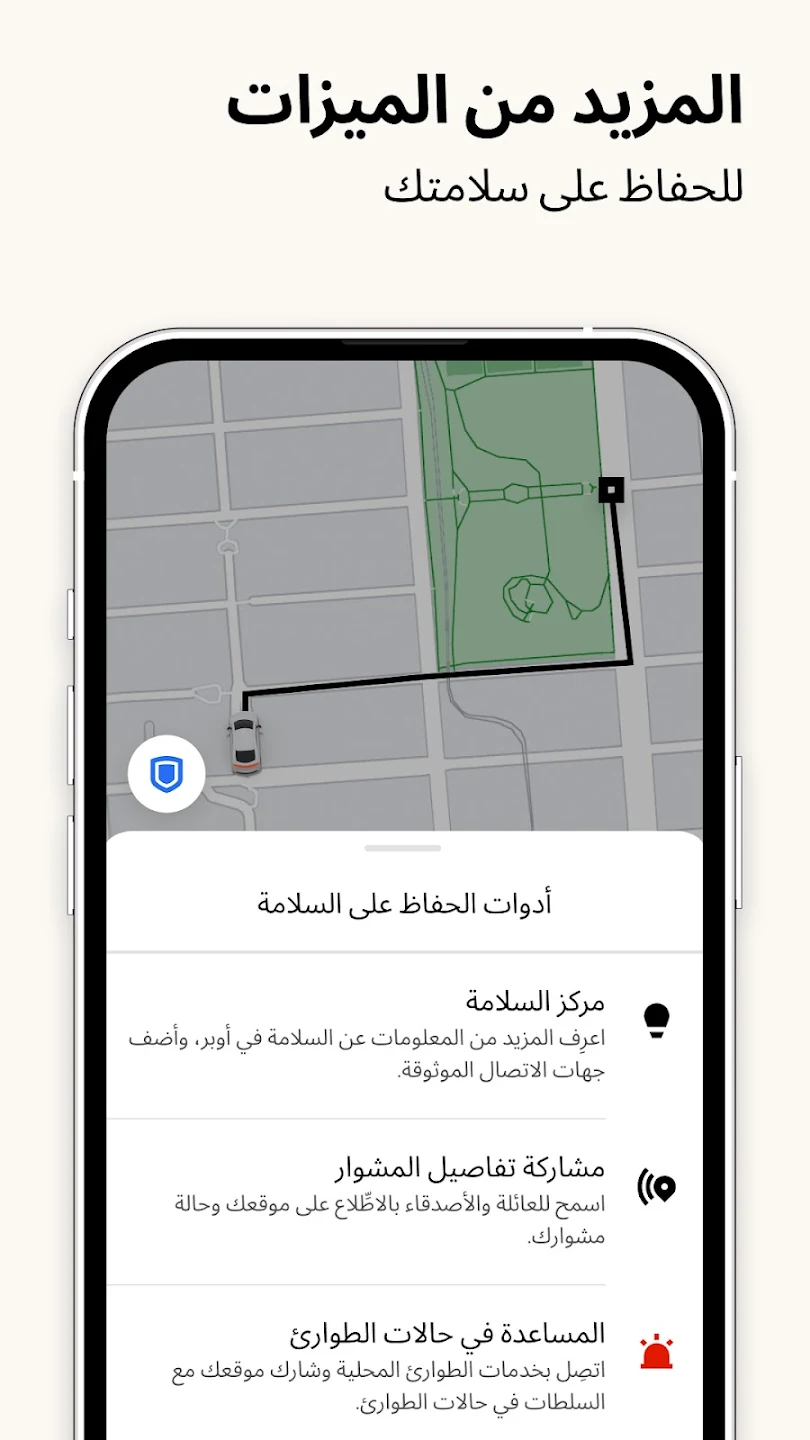 المزيد من الميزات
للحفاظ على سلامتك
أدوات الحفاظ على السلامة
مركز السلامة
اعرِف المزيد من المعلومات عن السلامة في أوبر، وأضف
جهات الاتصال الموثوقة.
مشاركة تفاصيل المشوار
اسمح للعائلة والأصدقاء بالاطِّلاع على موقعك وحالة
مشوارك.
المساعدة في حالات الطوارئ
اتصِل بخدمات الطوارئ المحلية وشارك موقعك مع
السلطات في حالات الطوارئ.